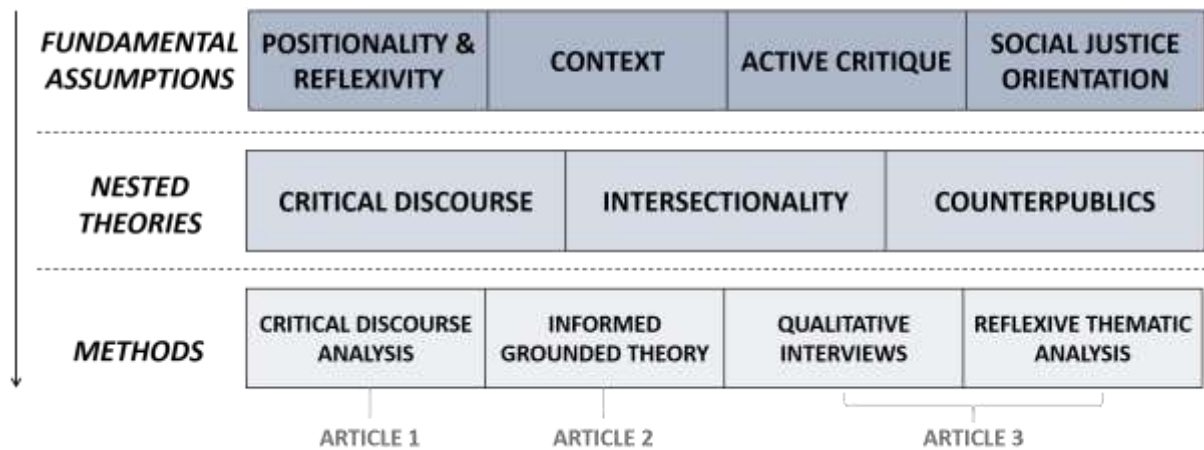 FUNDAMENTAL
ASSUMPTIONS
POSITIONALITY &
REFLEXIVITY
CONTEXT
ACTIVE CRITIQUE
SOCIAL JUSTICE
ORIENTATION
NESTED
THEORIES
CRITICAL DISCOURSE
INTERSECTIONALITY
COUNTERPUBLICS
METHODS
CRITICAL DISCOURSE
ANALYSIS
INFORMED
GROUNDED THEORY
QUALITATIVE
INTERVIEWS
REFLEXIVE THEMATIC
ANALYSIS
ARTICLE 1
ARTICLE 2
ARTICLE 3